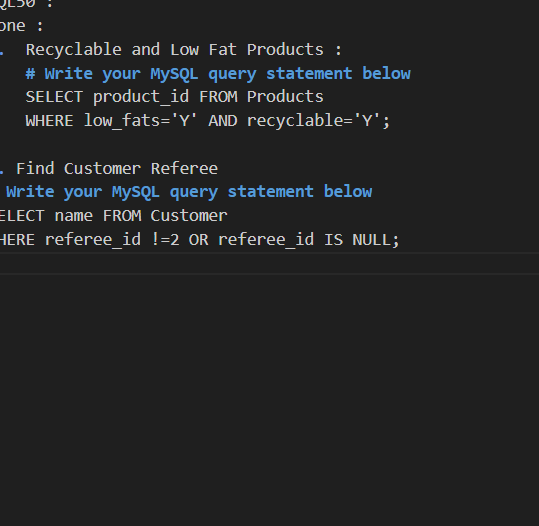 QL50 :
one :
.  Recyclable and Low Fat Products :
# Write your MySQL query statement below
SELECT product_id FROM Products
WHERE low_fats='Y' AND recyclable='Y';
. Find Customer Referee
Write your MySQL query statement below
ELECT name FROM Customer
HERE referee_id !=2 OR referee_id IS NULL;